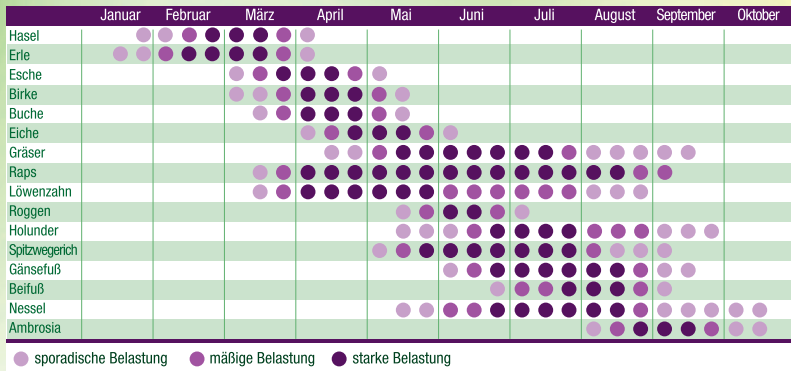 Januar Februar März April Mai Juni Juli August September Oktober
Hasel
Erle
Esche
Birke
Buche
Eiche
Gräser
Raps
Löwenzahn
Roggen
Holunder
Spitzwegerich
Gänsefuß
Beifuß
Nessel
Ambrosia
sporadische Belastung mäßige Belastung starke Belastung